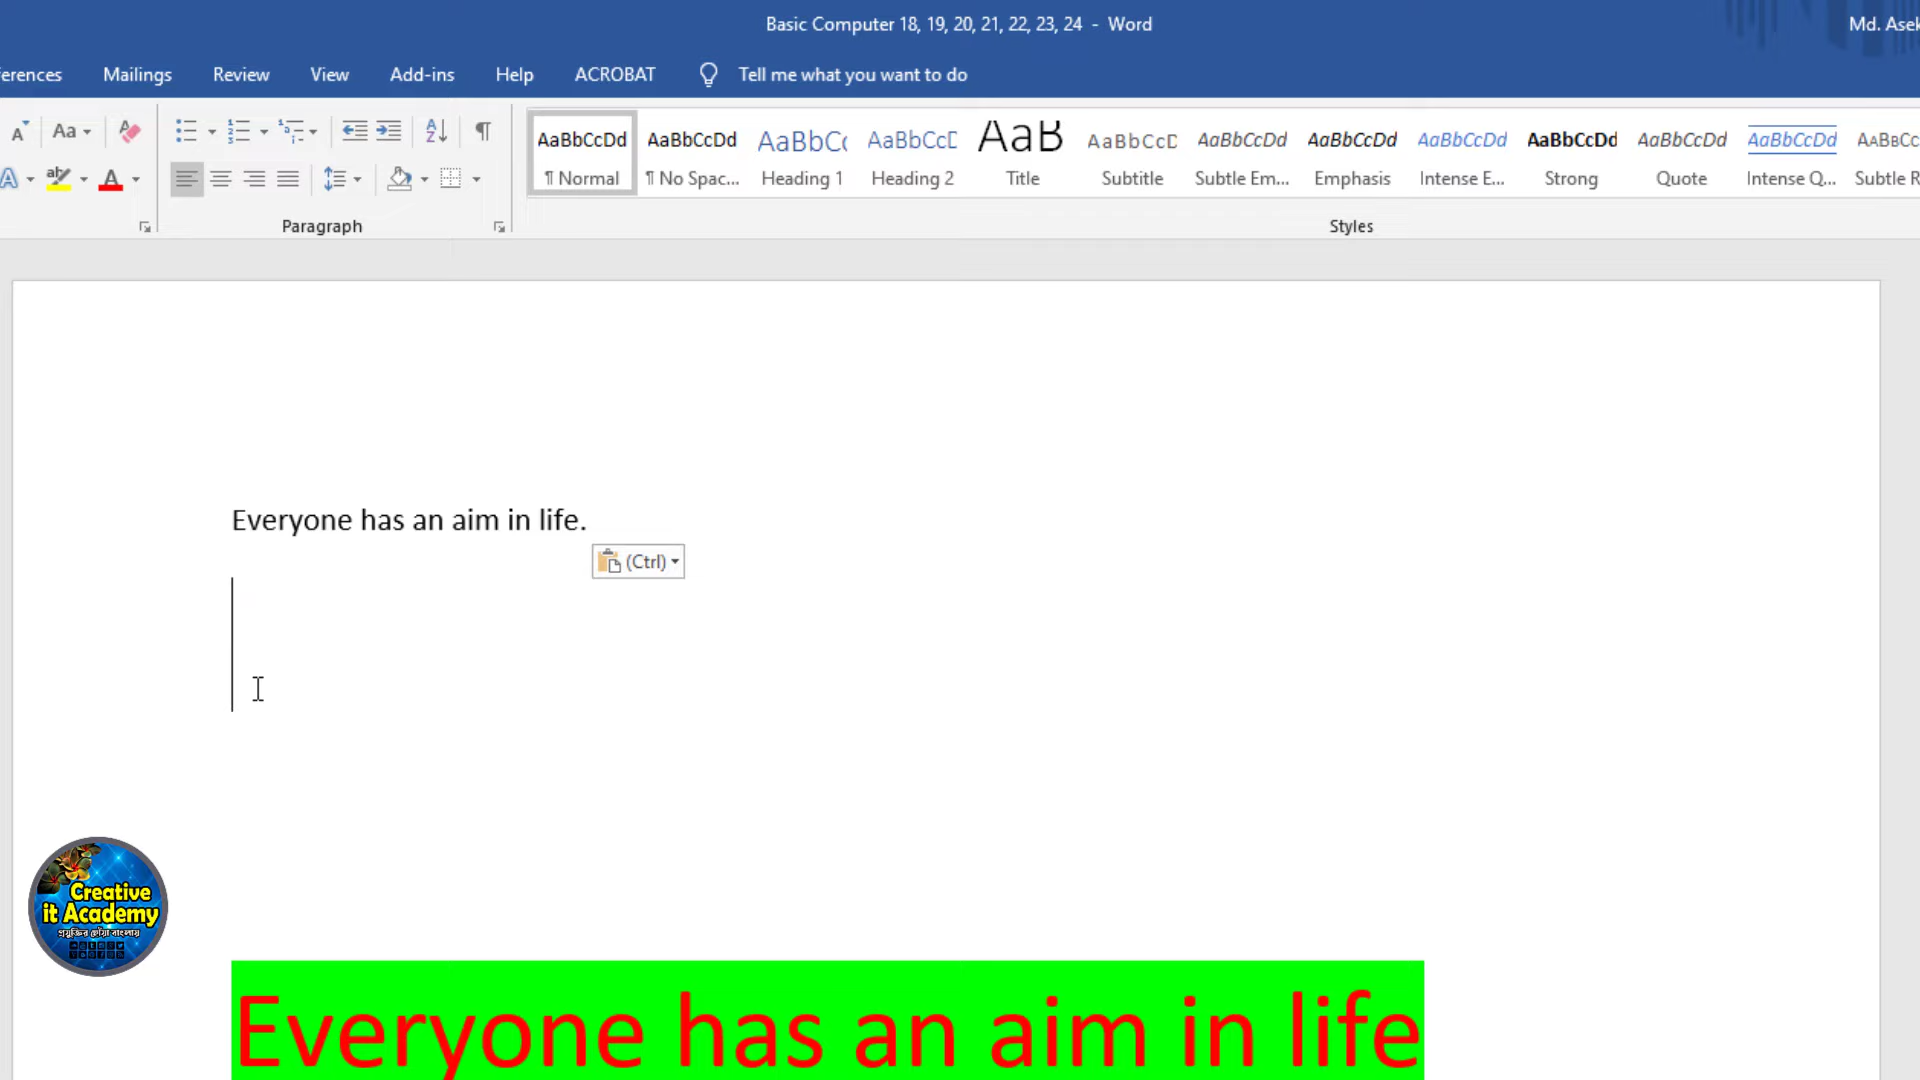 Basic Computer 18, 19, 20, 21, 22, 23, 24 - Word
Md. Asek
erences Mailings Review View Add-ins Help ACROBAT Tell me what you want to do
AaBbCcDd AaBbCcDd AaBbCc AaBbCcD AaB AaBbCcD AaBbCcDd AaBbCcDd AaBbCcDd AaBbCcDd AaBbCcDd AaBbCcDd AaBbCc
¶ Normal ¶ No Spac... Heading 1 Heading 2 Title Subtitle Subtle Em... Emphasis Intense E... Strong Quote Intense Q... Subtle R
Paragraph Styles
Everyone has an aim in life.
(Ctrl)
Creative
it Academy
প্রযুক্তির ছোঁয়া বাংলায়
Everyone has an aim in life